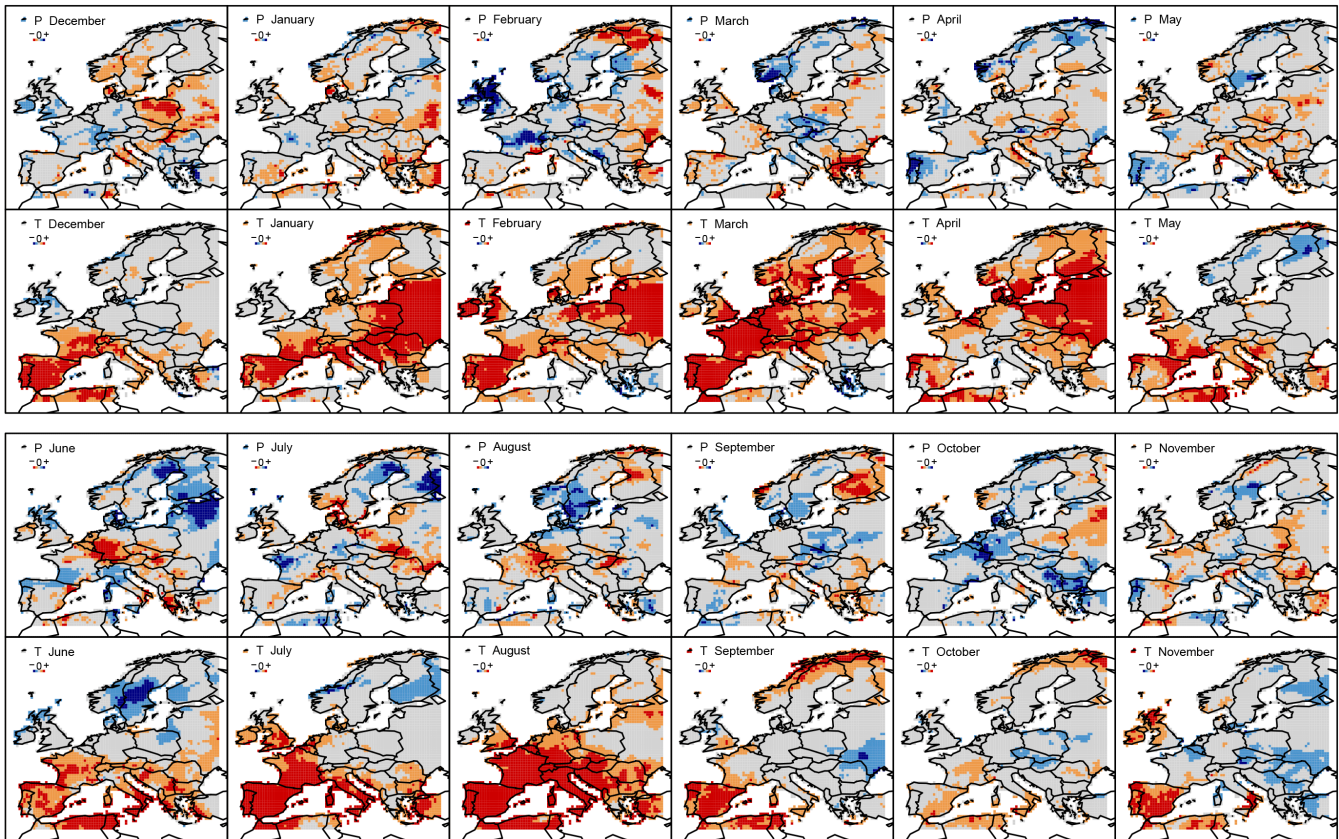 P December
− 0 +
P January
− 0 +
P February
− 0 +
P March
− 0 +
P April
− 0 +
P May
− 0 +
T December
− 0 +
T January
− 0 +
T February
− 0 +
T March
− 0 +
T April
− 0 +
T May
− 0 +
P June
− 0 +
P July
− 0 +
P August
− 0 +
P September
− 0 +
P October
− 0 +
P November
− 0 +
T June
− 0 +
T July
− 0 +
T August
− 0 +
T September
− 0 +
T October
− 0 +
T November
− 0 +